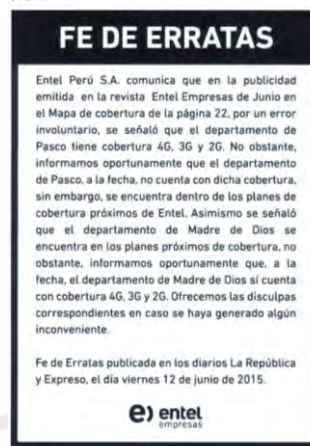 FE DE ERRATAS
Entel Perú S.A. comunica que en la publicidad
emitida en la revista Entel Empresas de Junio en
el Mapa de cobertura de la página 22, por un error
involuntario, se señaló que el departamento de
Pasco tiene cobertura 4G, 3G y 2G. No obstante,
informamos oportunamente que el departamento
de Pasco, a la fecha, no cuenta con dicha cobertura,
sin embargo, se encuentra dentro de los planes de
cobertura próximos de Entel. Asimismo se señaló
que el departamento de Madre de Dios se
encuentra en los planes próximos de cobertura, no
obstante, informamos oportunamente que, a la
fecha, el departamento de Madre de Dios sí cuenta
con cobertura 4G, 3G y 2G. Ofrecemos las disculpas
correspondientes en caso se haya generado algún
inconveniente.
Fe de Erratas publicada en los diarios La República
y Expreso, el día viernes 12 de junio de 2015.
e) entel
empresas